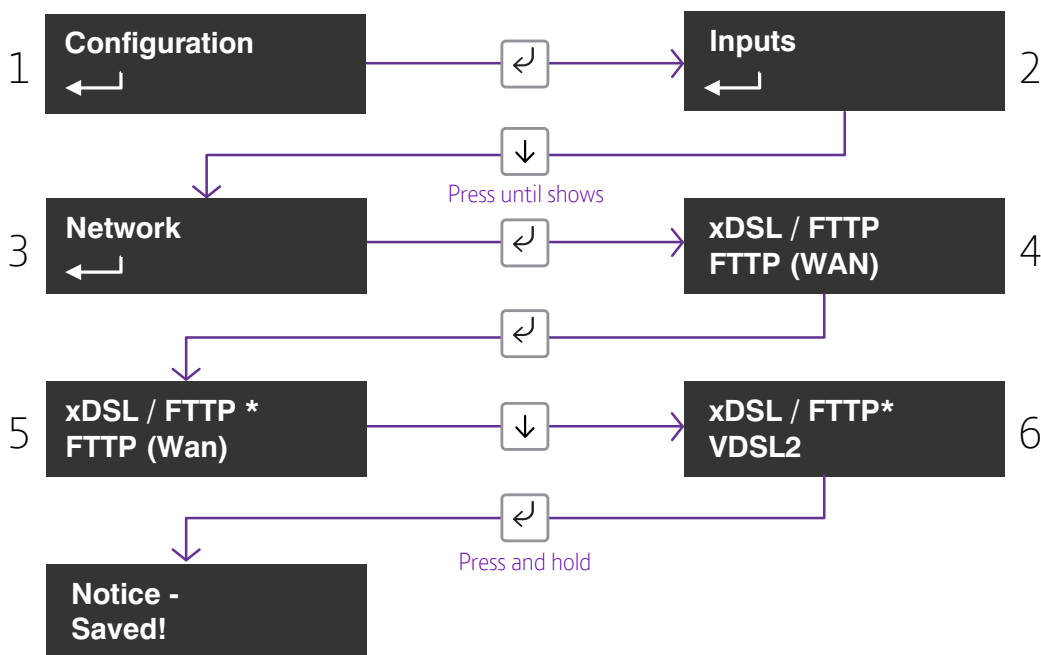 1
Configuration
Inputs
2
Press until shows
3
Network
xDSL / FTTP
FTTP (WAN)
4
5
xDSL / FTTP *
FTTP (Wan)
xDSL / FTTP*
VDSL2
6
Press and hold
Notice -
Saved!